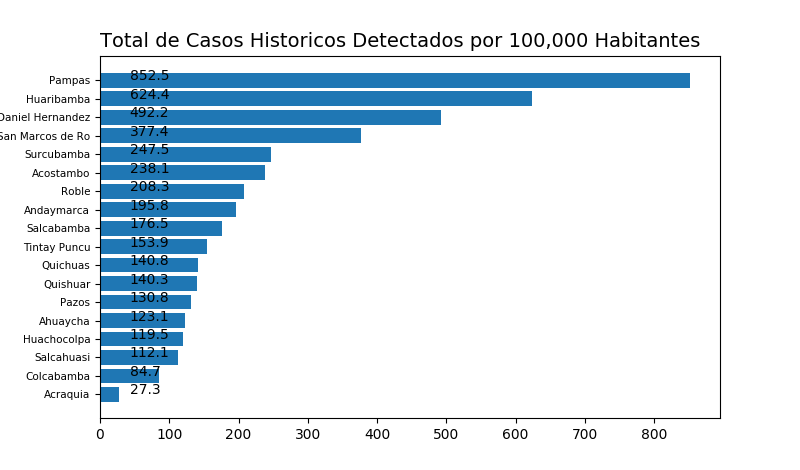 Total de Casos Historicos Detectados por 100,000 Habitantes
Pampas 852.5
Huaribamba 624.4
Daniel Hernandez 492.2
San Marcos de Ro 377.4
Surcubamba 247.5
Acostambo 238.1
Roble 208.3
Andaymarca 195.8
Salcabamba 176.5
Tintay Puncu 153.9
Quichuas 140.8
Quishuar 140.3
Pazos 130.8
Ahuaycha 123.1
Huachocolpa 119.5
Salcahuasi 112.1
Colcabamba 84.7
Acraquia 27.3
0 100 200 300 400 500 600 700 800